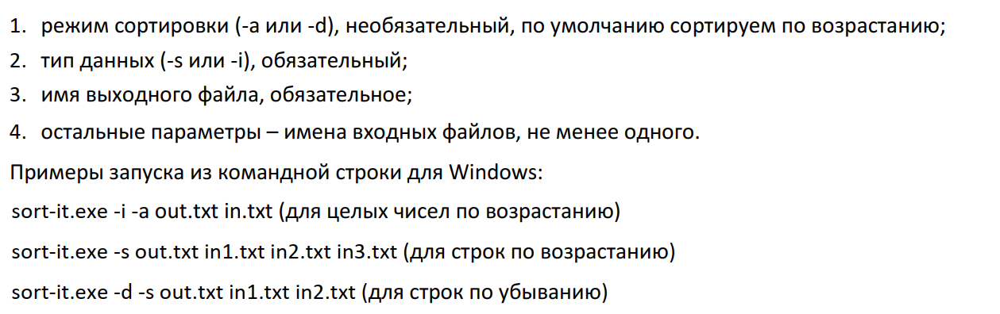 1. режим сортировки (-a или -d), необязательный, по умолчанию сортируем по возрастанию;
2. тип данных (-s или -i), обязательный;
3. имя выходного файла, обязательное;
4. остальные параметры – имена входных файлов, не менее одного.
Примеры запуска из командной строки для Windows:
sort-it.exe -i -a out.txt in.txt (для целых чисел по возрастанию)
sort-it.exe -s out.txt in1.txt in2.txt in3.txt (для строк по возрастанию)
sort-it.exe -d -s out.txt in1.txt in2.txt (для строк по убыванию)